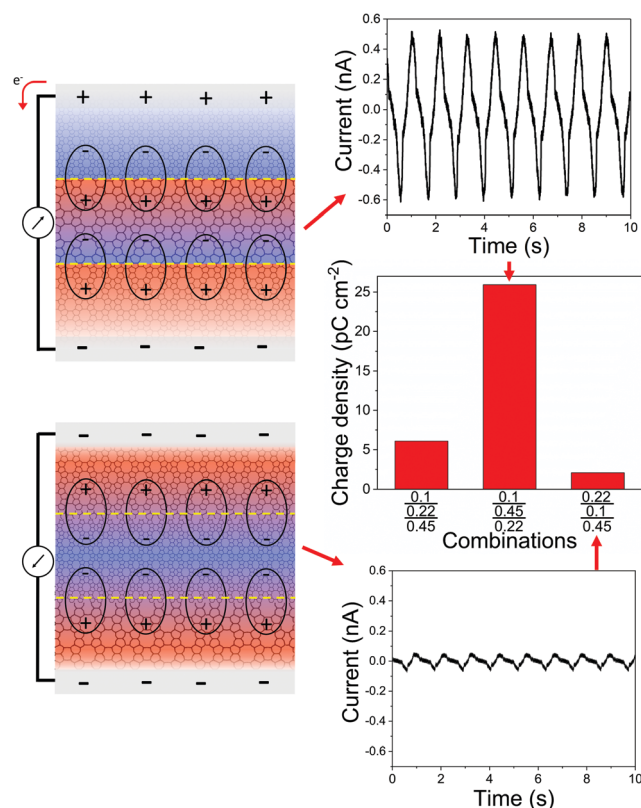 e-
+ + + +
- - - -
+ + + +
- - - -
+ + + +
- - - -
Current (nA)
0.6
0.4
0.2
0.0
-0.2
-0.4
-0.6
0 2 4 6 8 10
Time (s)
Charge density (pC cm-2)
25
20
15
10
5
0
0.1 0.1 0.22
0.22 0.45 0.1
0.45 0.22 0.45
Combinations
- - - -
+ + + +
- - - -
- - - -
+ + + +
- - - -
Current (nA)
0.6
0.4
0.2
0.0
-0.2
-0.4
-0.6
0 2 4 6 8 10
Time (s)